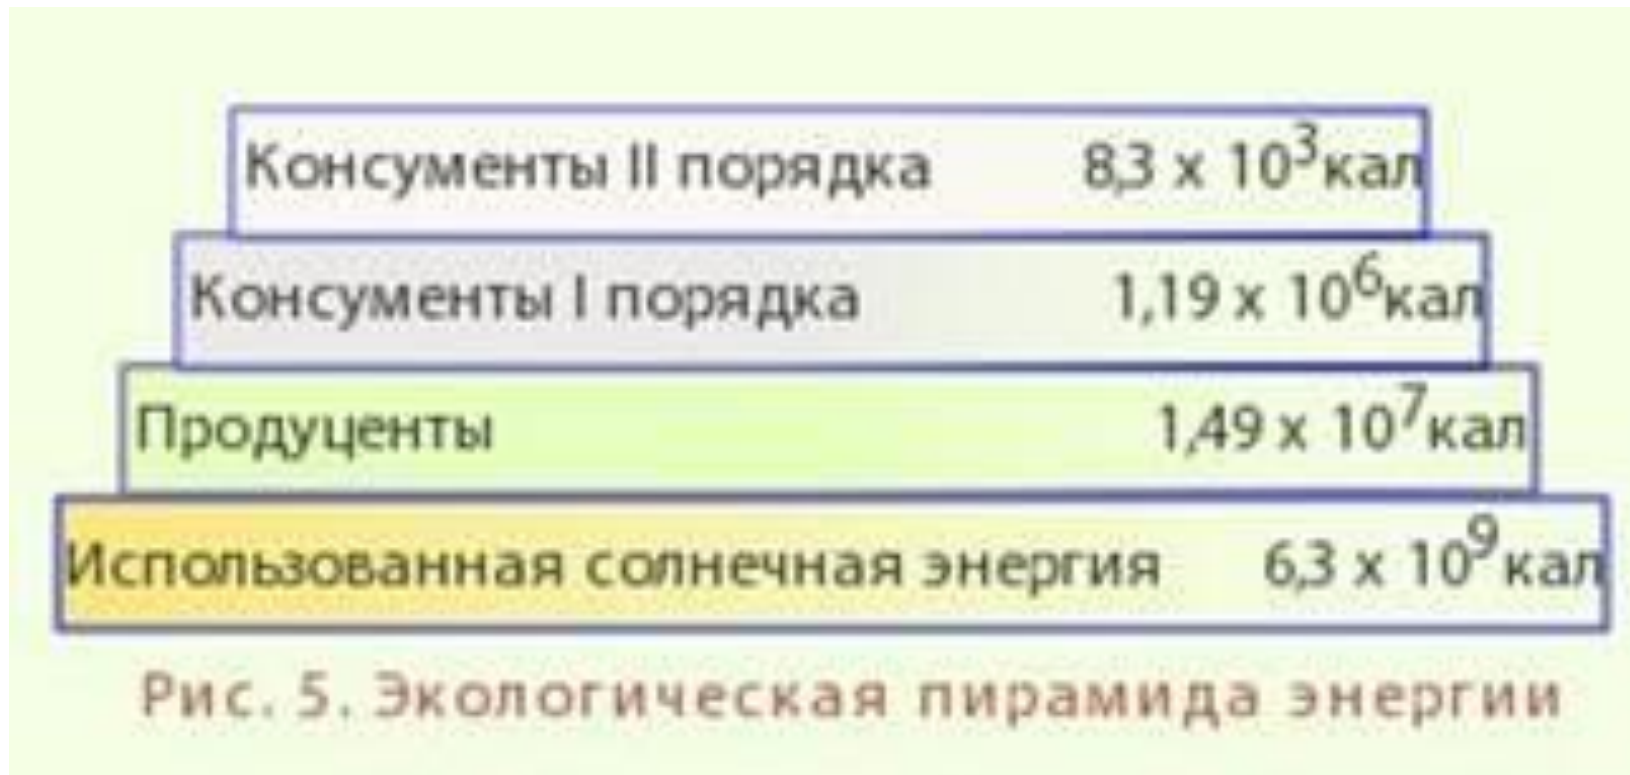 Консументы II порядка 8,3 x 10³кал
Консументы I порядка 1,19 x 10⁶кал
Продуценты 1,49 x 10⁷кал
Использованная солнечная энергия 6,3 x 10⁹кал
Рис. 5. Экологическая пирамида энергии